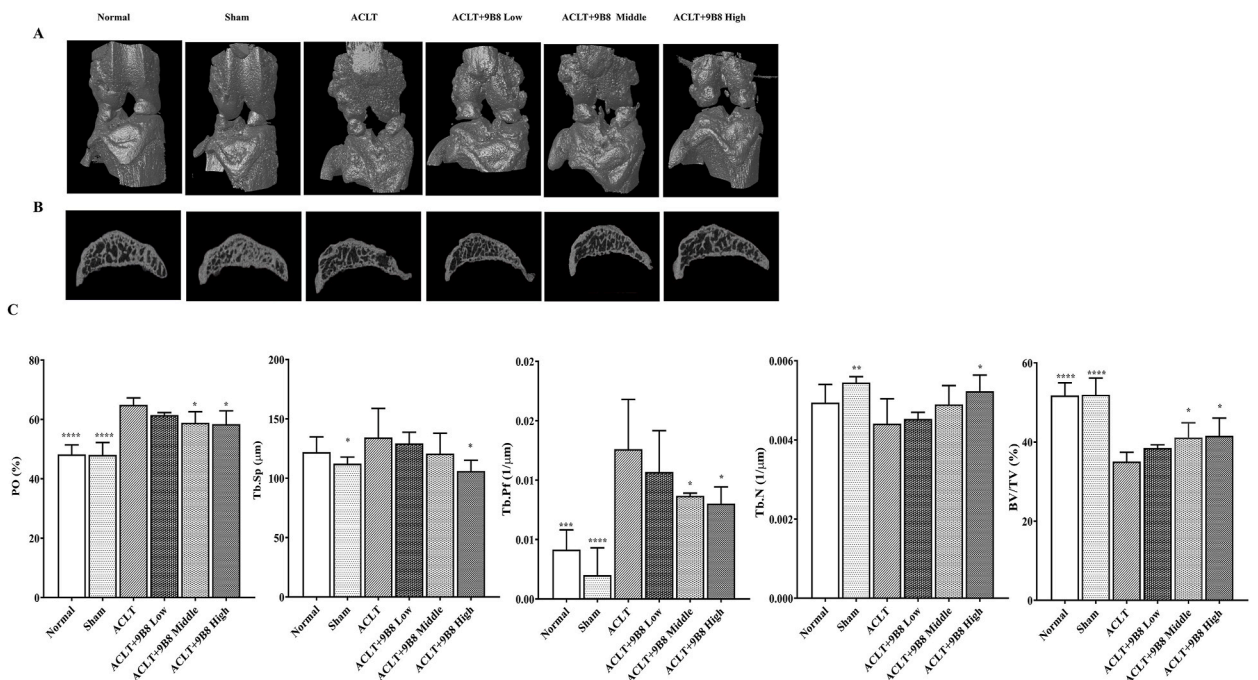 Normal Sham ACLT ACLT+9B8 Low ACLT+9B8 Middle ACLT+9B8 High
A
B
C
PO (%)
80
60
40
20
0
**** **** * *
Normal Sham ACLT ACLT+9B8 Low ACLT+9B8 Middle ACLT+9B8 High
Tb.Sp (μm)
200
150
100
50
0
* *
Normal Sham ACLT ACLT+9B8 Low ACLT+9B8 Middle ACLT+9B8 High
Tb.Pf (1/μm)
0.02
0.02
0.01
0.01
0.00
*** **** * *
Normal Sham ACLT ACLT+9B8 Low ACLT+9B8 Middle ACLT+9B8 High
Tb.N (1/μm)
0.006
0.004
0.002
0.000
** *
Normal Sham ACLT ACLT+9B8 Low ACLT+9B8 Middle ACLT+9B8 High
BV/TV (%)
60
40
20
0
**** **** * *
Normal Sham ACLT ACLT+9B8 Low ACLT+9B8 Middle ACLT+9B8 High